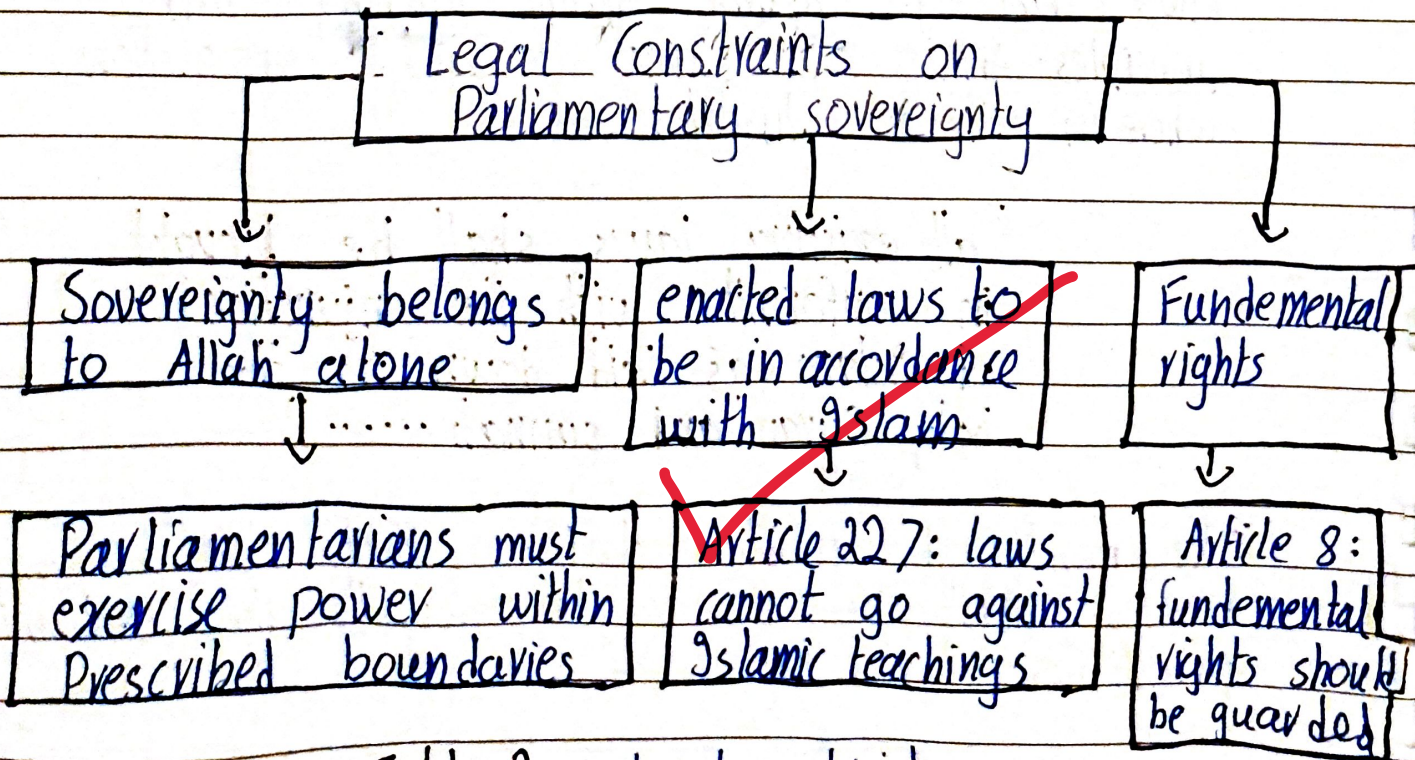 Legal Constraints on
Parliamentary sovereignty
Sovereignty belongs
to Allah alone
enacted laws to
be in accordance
with Islam
Fundemental
rights
Parliamentarians must
exercise power within
Prescribed boundaries
Article 227: laws
cannot go against
Islamic teachings
Article 8:
fundemental
rights should
be guarded